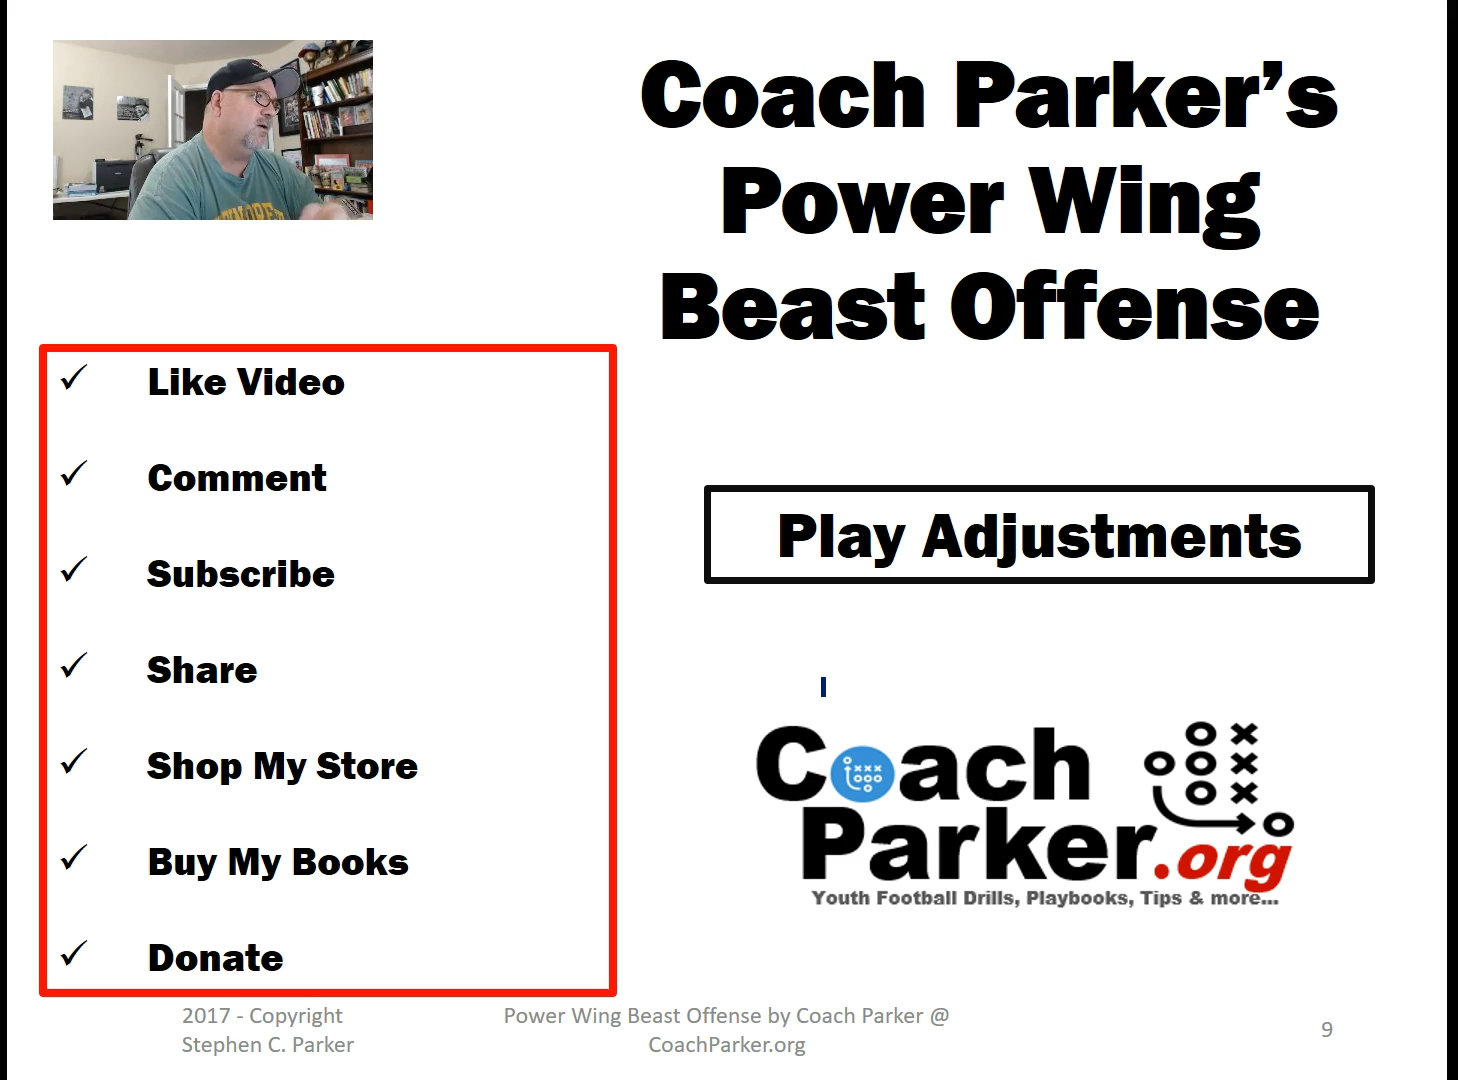 Coach Parker’s
Power Wing
Beast Offense
Like Video
Comment
Subscribe
Share
Shop My Store
Buy My Books
Donate
Play Adjustments
Coach
Parker.org
Youth Football Drills, Playbooks, Tips & more...
2017 - Copyright
Stephen C. Parker
Power Wing Beast Offense by Coach Parker @
CoachParker.org
9